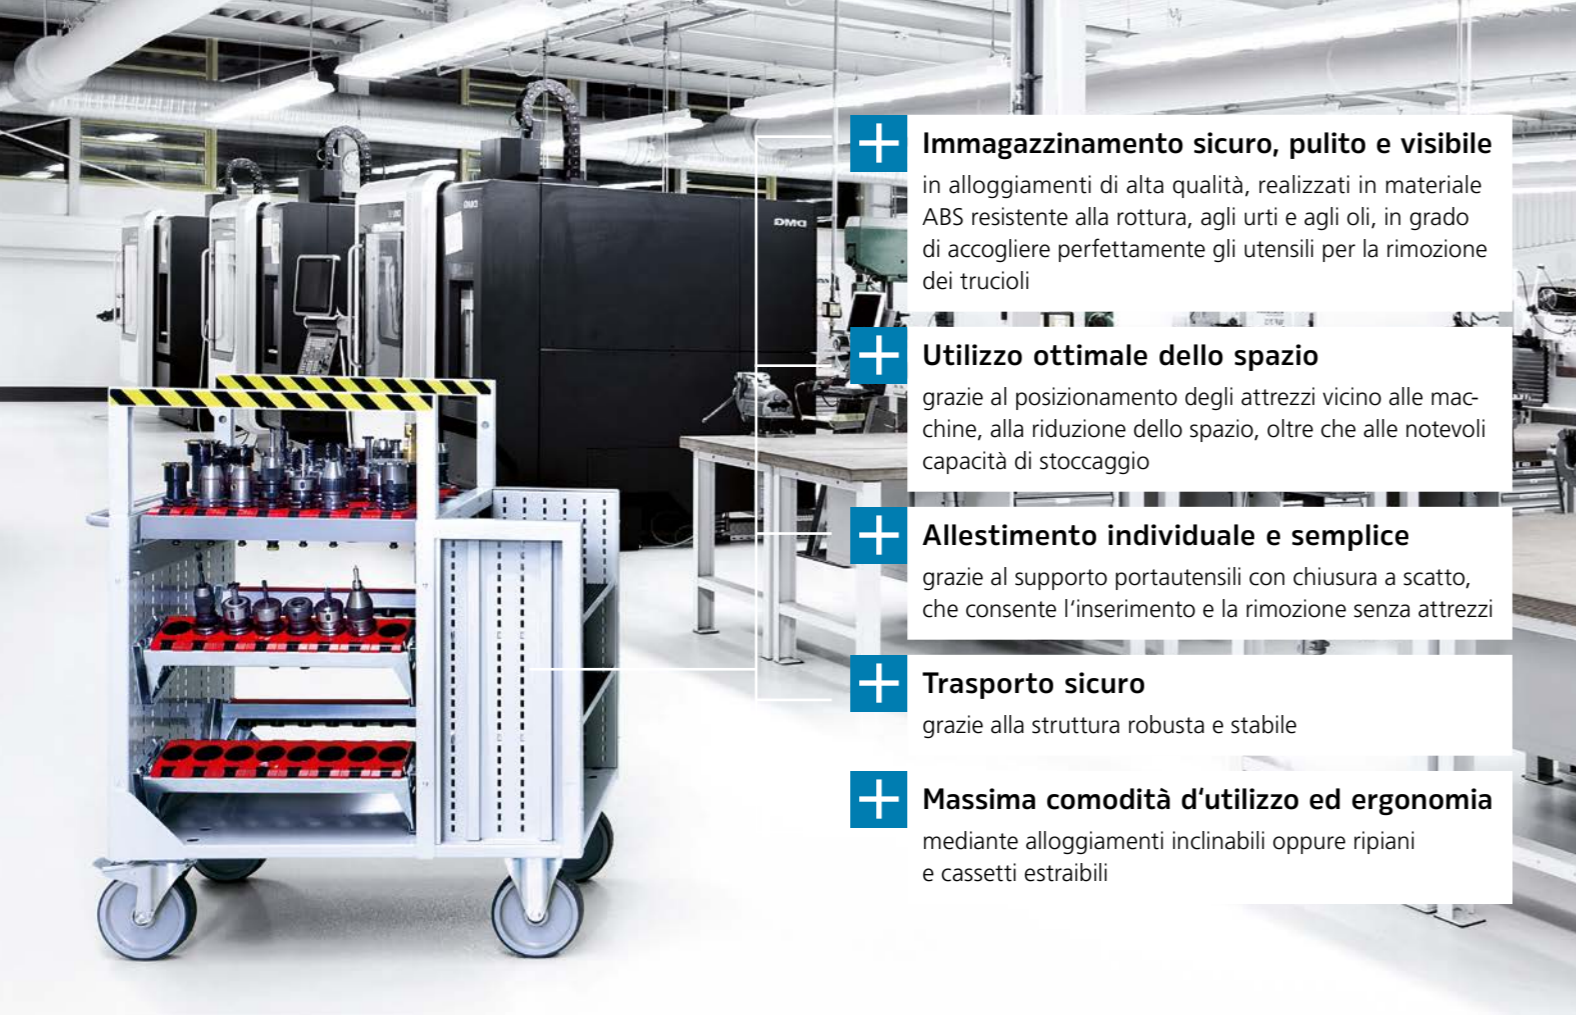 DMG
DMG
Immagazzinamento sicuro, pulito e visibile
in alloggiamenti di alta qualità, realizzati in materiale
ABS resistente alla rottura, agli urti e agli oli, in grado
di accogliere perfettamente gli utensili per la rimozione
dei trucioli
Utilizzo ottimale dello spazio
grazie al posizionamento degli attrezzi vicino alle mac-
chine, alla riduzione dello spazio, oltre che alle notevoli
capacità di stoccaggio
Allestimento individuale e semplice
grazie al supporto portautensili con chiusura a scatto,
che consente l‘inserimento e la rimozione senza attrezzi
Trasporto sicuro
grazie alla struttura robusta e stabile
Massima comodità d‘utilizzo ed ergonomia
mediante alloggiamenti inclinabili oppure ripiani
e cassetti estraibili